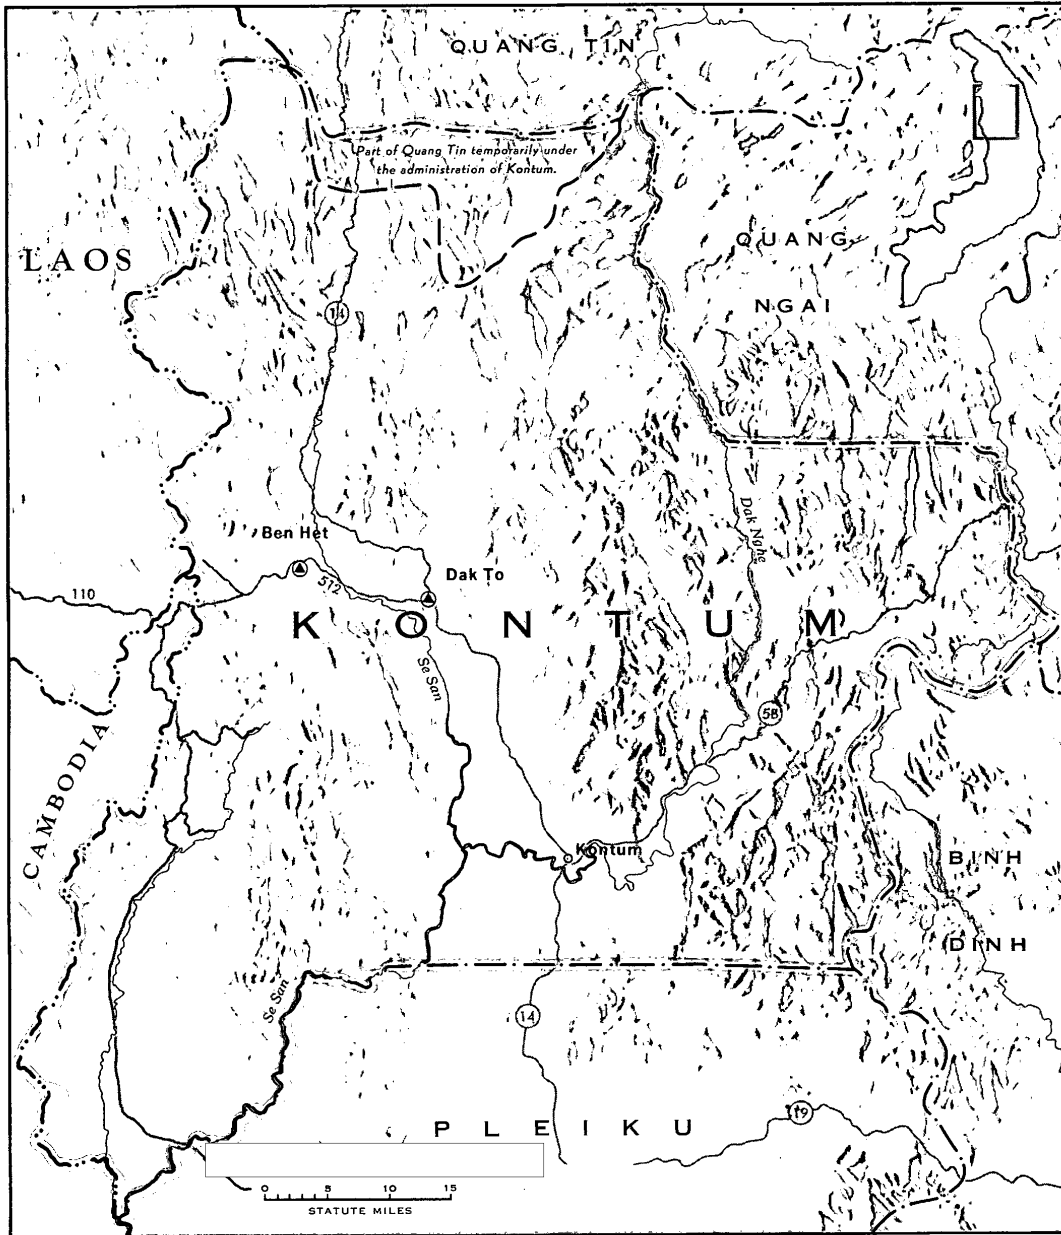 QUANG TIN
Part of Quang Tin temporarily under
the administration of Kontum.
QUANG
LAOS
NGAI
14
Dak Nghe
Ben Het
Dak To
512
110
KONTUM
Se San
5B
CAMBODIA
Kontum
BINH
DINH
Se San
14
19
PLEIKU
0 5 10 15
STATUTE MILES